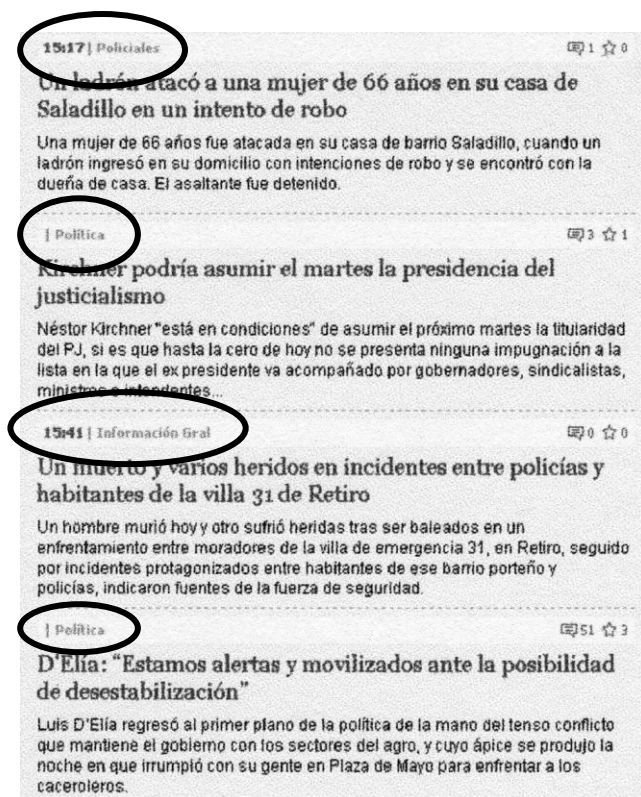 15:17 | Policiales 1 0
Un ladrón atacó a una mujer de 66 años en su casa de
Saladillo en un intento de robo
Una mujer de 66 años fue atacada en su casa de barrio Saladillo, cuando un
ladrón ingresó en su domicilio con intenciones de robo y se encontró con la
dueña de casa. El asaltante fue detenido.
| Política 3 1
Kirchner podría asumir el martes la presidencia del
justicialismo
Néstor Kirchner "está en condiciones" de asumir el próximo martes la titularidad
del PJ, si es que hasta la cero de hoy no se presenta ninguna impugnación a la
lista en la que el ex presidente va acompañado por gobernadores, sindicalistas,
ministros e intendentes...
15:41 | Información Gral 0 0
Un muerto y varios heridos en incidentes entre policías y
habitantes de la villa 31 de Retiro
Un hombre murió hoy y otro sufrió heridas tras ser baleados en un
enfrentamiento entre moradores de la villa de emergencia 31, en Retiro, seguido
por incidentes protagonizados entre habitantes de ese barrio porteño y
policías, indicaron fuentes de la fuerza de seguridad.
| Política 51 3
D'Elía: "Estamos alertas y movilizados ante la posibilidad
de desestabilización"
Luis D'Elía regresó al primer plano de la política de la mano del tenso conflicto
que mantiene el gobierno con los sectores del agro, y cuyo ápice se produjo la
noche en que irrumpió con su gente en Plaza de Mayo para enfrentar a los
caceroleros.